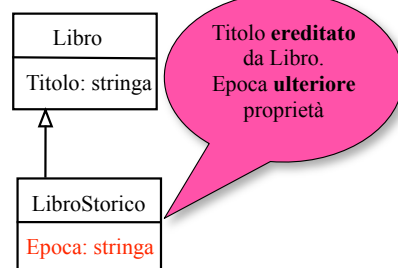 Libro
Titolo: stringa
Titolo ereditato
da Libro.
Epoca ulteriore
proprietà
LibroStorico
Epoca: stringa